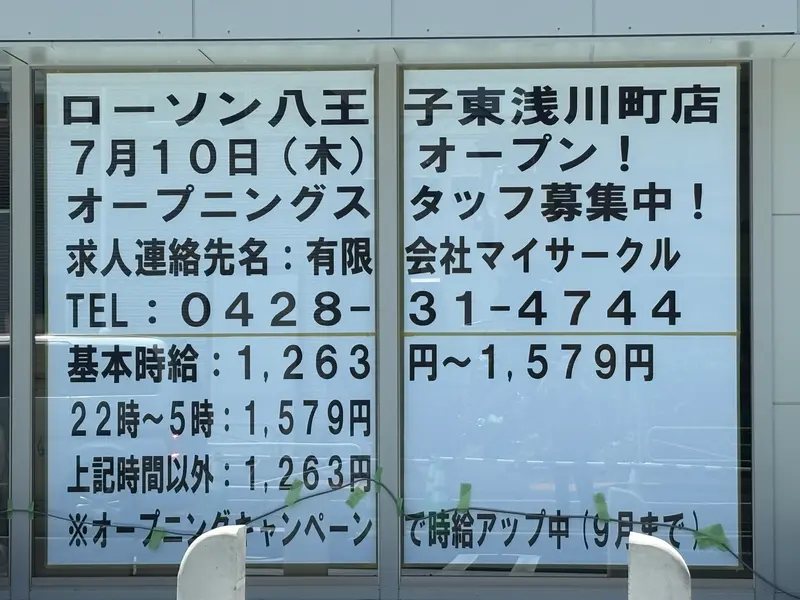 ローソン八王子東浅川町店
７月１０日（木）　オープン！
オープニングスタッフ募集中！
求人連絡先名：有限会社マイサークル
TEL：０４２８-３１-４７４４
基本時給：１,２６３円～１,５７９円
２２時～５時：１,５７９円
上記時間以外：１,２６３円
※オープニングキャンペーンで時給アップ中（９月まで）